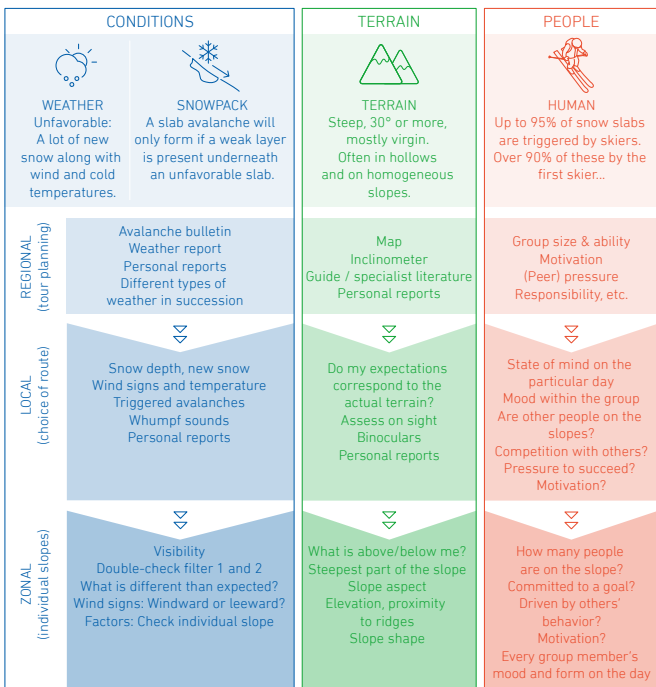 CONDITIONS
WEATHER
Unfavorable:
A lot of new
snow along with
wind and cold
temperatures.
SNOWPACK
A slab avalanche will
only form if a weak layer
is present underneath
an unfavorable slab.
TERRAIN
TERRAIN
Steep, 30° or more,
mostly virgin.
Often in hollows
and on homogeneous
slopes.
PEOPLE
HUMAN
Up to 95% of snow slabs
are triggered by skiers.
Over 90% of these by the
first skier...
REGIONAL
(tour planning)
Avalanche bulletin
Weather report
Personal reports
Different types of
weather in succession
Map
Inclinometer
Guide / specialist literature
Personal reports
Group size & ability
Motivation
(Peer) pressure
Responsibility, etc.
LOCAL
(choice of route)
Snow depth, new snow
Wind signs and temperature
Triggered avalanches
Whumpf sounds
Personal reports
Do my expectations
correspond to the
actual terrain?
Assess on sight
Binoculars
Personal reports
State of mind on the
particular day
Mood within the group
Are other people on the
slopes?
Competition with others?
Pressure to succeed?
Motivation?
ZONAL
(individual slopes)
Visibility
Double-check filter 1 and 2
What is different than expected?
Wind signs: Windward or leeward?
Factors: Check individual slope
What is above/below me?
Steepest part of the slope
Slope aspect
Elevation, proximity
to ridges
Slope shape
How many people
are on the slope?
Committed to a goal?
Driven by others'
behavior?
Motivation?
Every group member's
mood and form on the day